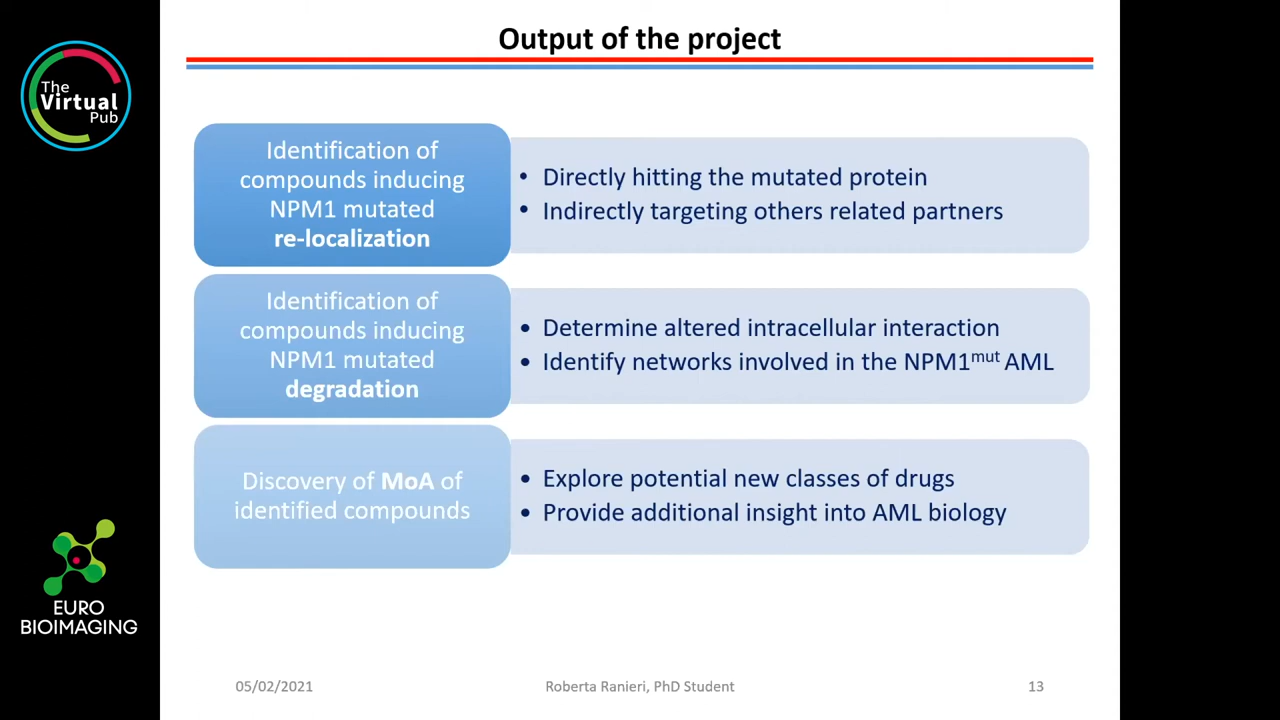 Output of the project
The
Virtual
Pub
Identification of
compounds inducing
NPM1 mutated
re-localization
• Directly hitting the mutated protein
• Indirectly targeting others related partners
Identification of
compounds inducing
NPM1 mutated
degradation
• Determine altered intracellular interaction
• Identify networks involved in the NPM1mut AML
Discovery of MoA of
identified compounds
• Explore potential new classes of drugs
• Provide additional insight into AML biology
EURO
BIOIMAGING
05/02/2021
Roberta Ranieri, PhD Student
13